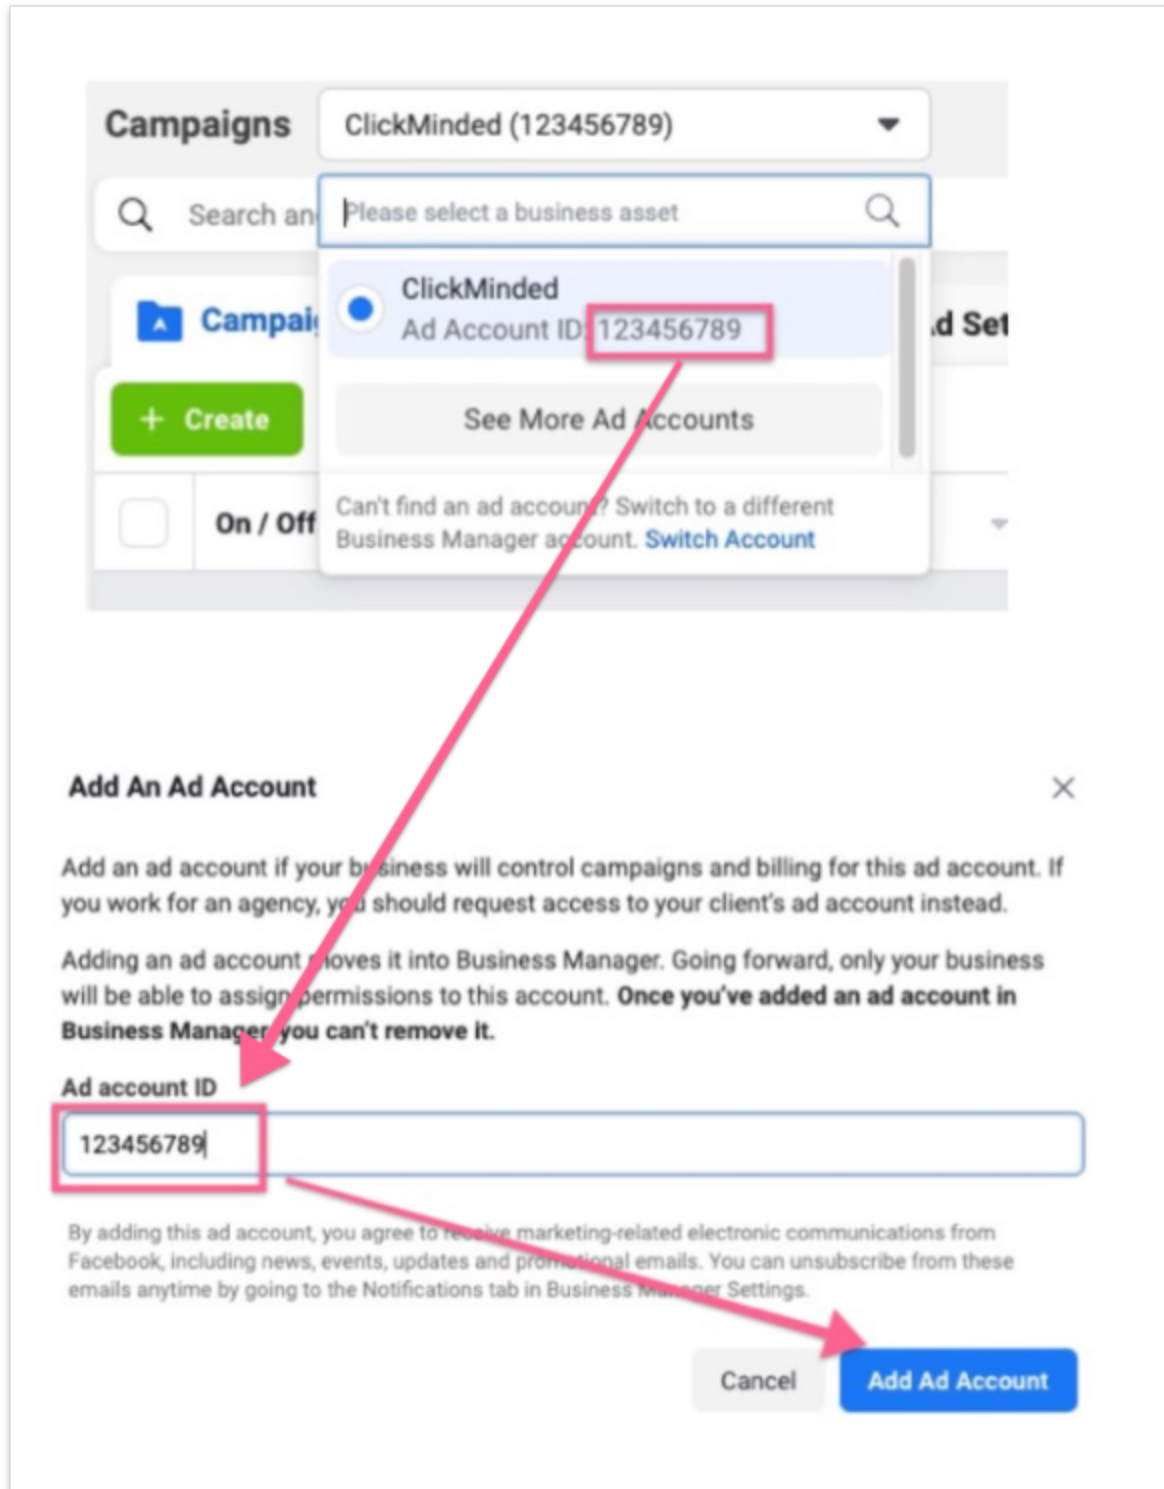 Campaigns
ClickMinded (123456789)
Search an
Please select a business asset
ClickMinded
Campai
Ad Account ID: 123456789
d Set
+ Create
See More Ad Accounts
On / Off
Can't find an ad account? Switch to a different
Business Manager account. Switch Account
Add An Ad Account
Add an ad account if your business will control campaigns and billing for this ad account. If
you work for an agency, you should request access to your client's ad account instead.
Adding an ad account moves it into Business Manager. Going forward, only your business
will be able to assign permissions to this account. Once you've added an ad account in
Business Manager, you can't remove it.
Ad account ID
123456789
By adding this ad account, you agree to receive marketing-related electronic communications from
Facebook, including news, events, updates and promotional emails. You can unsubscribe from these
emails anytime by going to the Notifications tab in Business Manager Settings.
Cancel
Add Ad Account